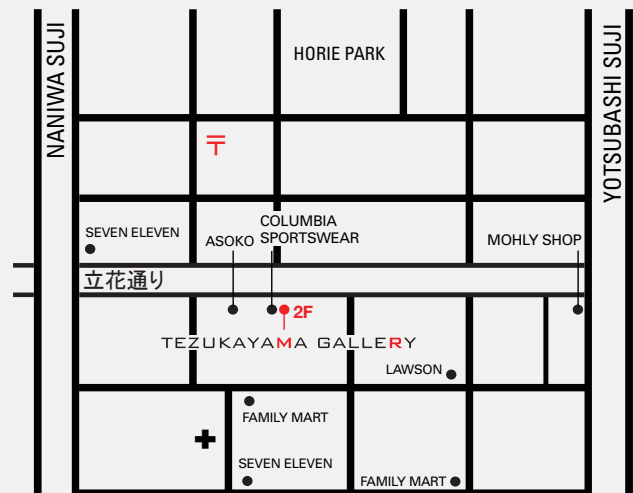 HORIE PARK
NANIWA SUJI
YOTSUBASHI SUJI
〒
SEVEN ELEVEN
ASOKO
COLUMBIA
SPORTSWEAR
MOHLY SHOP
立花通り
2F
TEZUKAYAMA GALLERY
LAWSON
FAMILY MART
SEVEN ELEVEN
FAMILY MART